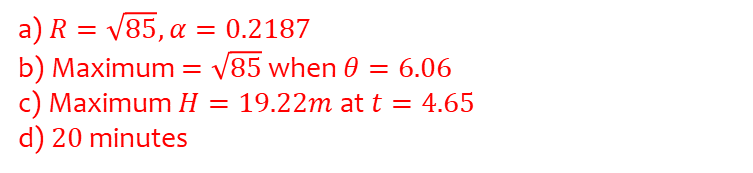 a) R = √85, α = 0.2187
b) Maximum = √85 when θ = 6.06
c) Maximum H = 19.22m at t = 4.65
d) 20 minutes